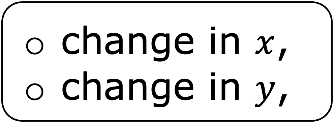 ○ change in 𝑥,
○ change in 𝑦,